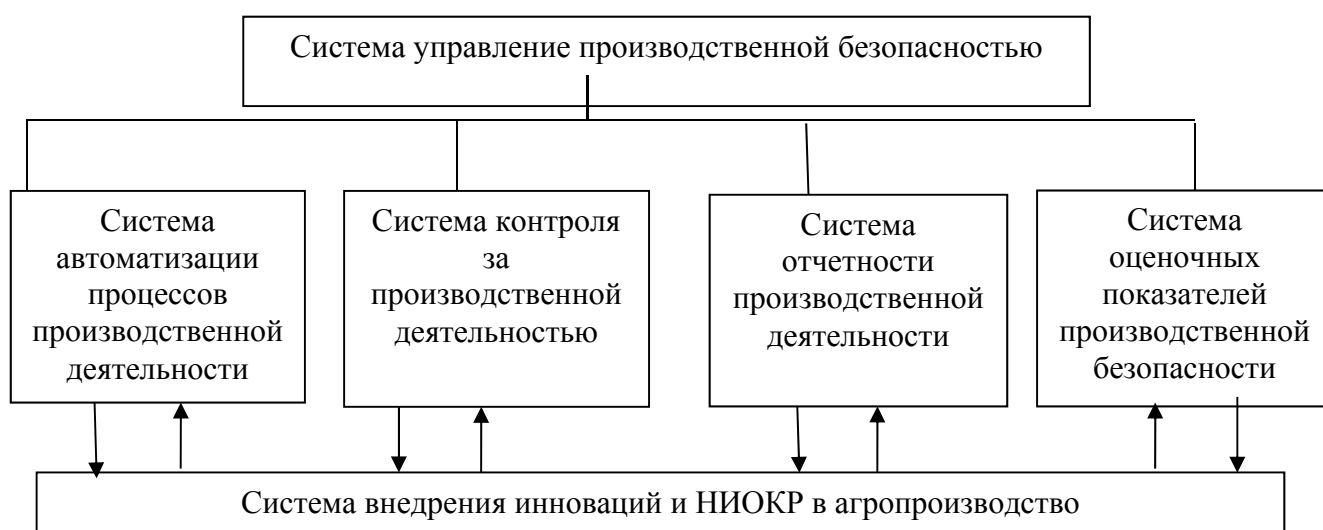 Система управление производственной безопасностью
Система
автоматизации
процессов
производственной
деятельности
Система контроля
за
производственной
деятельностью
Система
отчетности
производственной
деятельности
Система
оценочных
показателей
производственной
безопасности
Система внедрения инноваций и НИОКР в агропроизводство